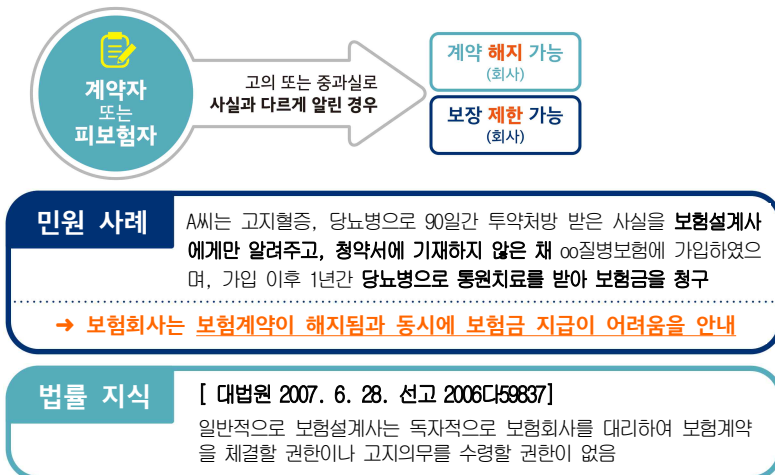 계약자
또는
피보험자
고의 또는 중과실로
사실과 다르게 알린 경우
계약 해지 가능
(회사)
보장 제한 가능
(회사)
민원 사례
A씨는 고지혈증, 당뇨병으로 90일간 투약처방 받은 사실을 보험설계사
에게만 알려주고, 청약서에 기재하지 않은 채 oo질병보험에 가입하였으
며, 가입 이후 1년간 당뇨병으로 통원치료를 받아 보험금을 청구
➜ 보험회사는 보험계약이 해지됨과 동시에 보험금 지급이 어려움을 안내
법률 지식
[ 대법원 2007. 6. 28. 선고 2006다59837]
일반적으로 보험설계사는 독자적으로 보험회사를 대리하여 보험계약
을 체결할 권한이나 고지의무를 수령할 권한이 없음